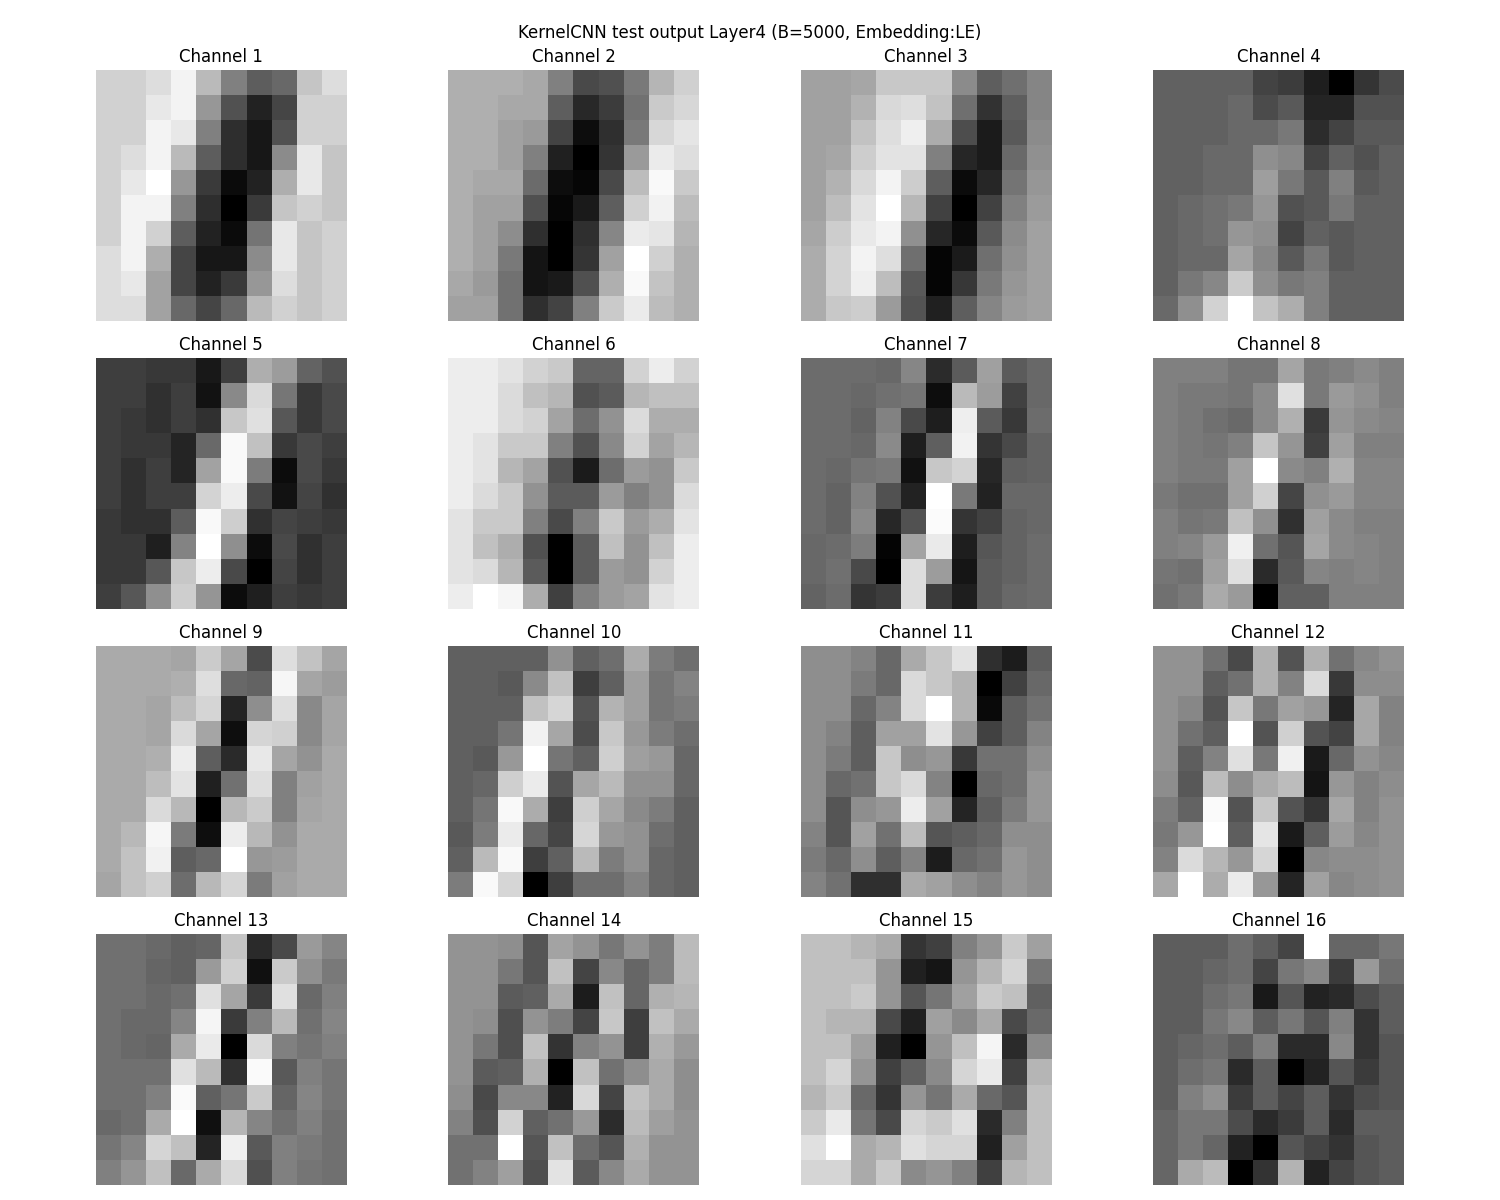 KernelCNN test output Layer4 (B=5000, Embedding:LE)
Channel 1
Channel 2
Channel 3
Channel 4
Channel 5
Channel 6
Channel 7
Channel 8
Channel 9
Channel 10
Channel 11
Channel 12
Channel 13
Channel 14
Channel 15
Channel 16